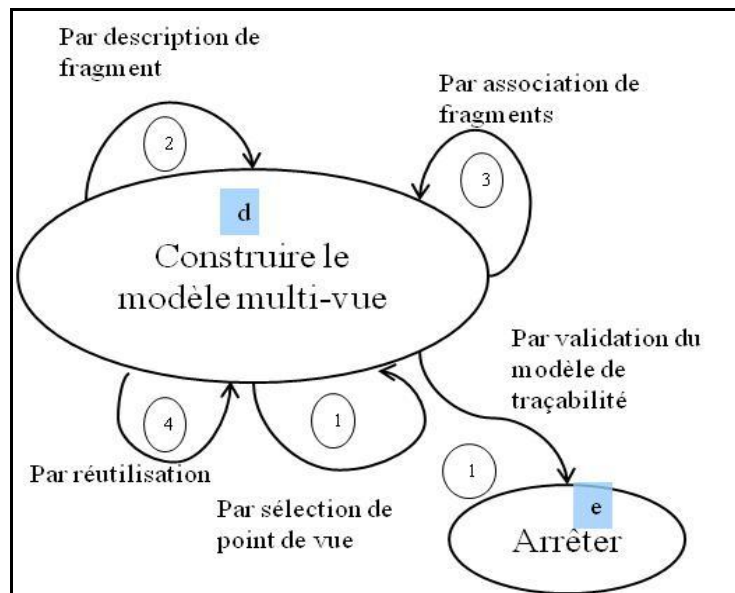 Par description de
fragment
2
Par association de
fragments
3
d
Construire le
modèle multi-vue
Par validation du
modèle de
traçabilité
4
1
Par réutilisation
Par sélection de
point de vue
1
e
Arrêter